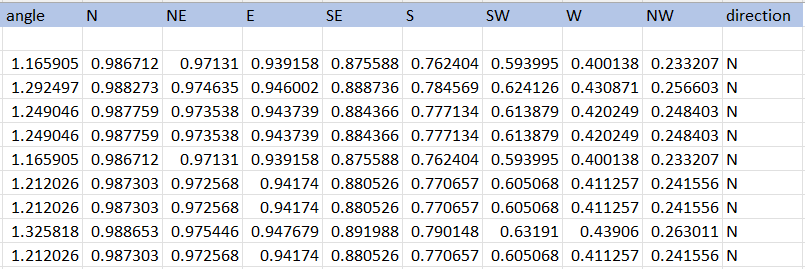 angle N NE E SE S SW W NW direction
1.165905 0.986712 0.97131 0.939158 0.875588 0.762404 0.593995 0.400138 0.233207 N
1.292497 0.988273 0.974635 0.946002 0.888736 0.784569 0.624126 0.430871 0.256603 N
1.249046 0.987759 0.973538 0.943739 0.884366 0.777134 0.613879 0.420249 0.248403 N
1.249046 0.987759 0.973538 0.943739 0.884366 0.777134 0.613879 0.420249 0.248403 N
1.165905 0.986712 0.97131 0.939158 0.875588 0.762404 0.593995 0.400138 0.233207 N
1.212026 0.987303 0.972568 0.94174 0.880526 0.770657 0.605068 0.411257 0.241556 N
1.212026 0.987303 0.972568 0.94174 0.880526 0.770657 0.605068 0.411257 0.241556 N
1.325818 0.988653 0.975446 0.947679 0.891988 0.790148 0.63191 0.43906 0.263011 N
1.212026 0.987303 0.972568 0.94174 0.880526 0.770657 0.605068 0.411257 0.241556 N